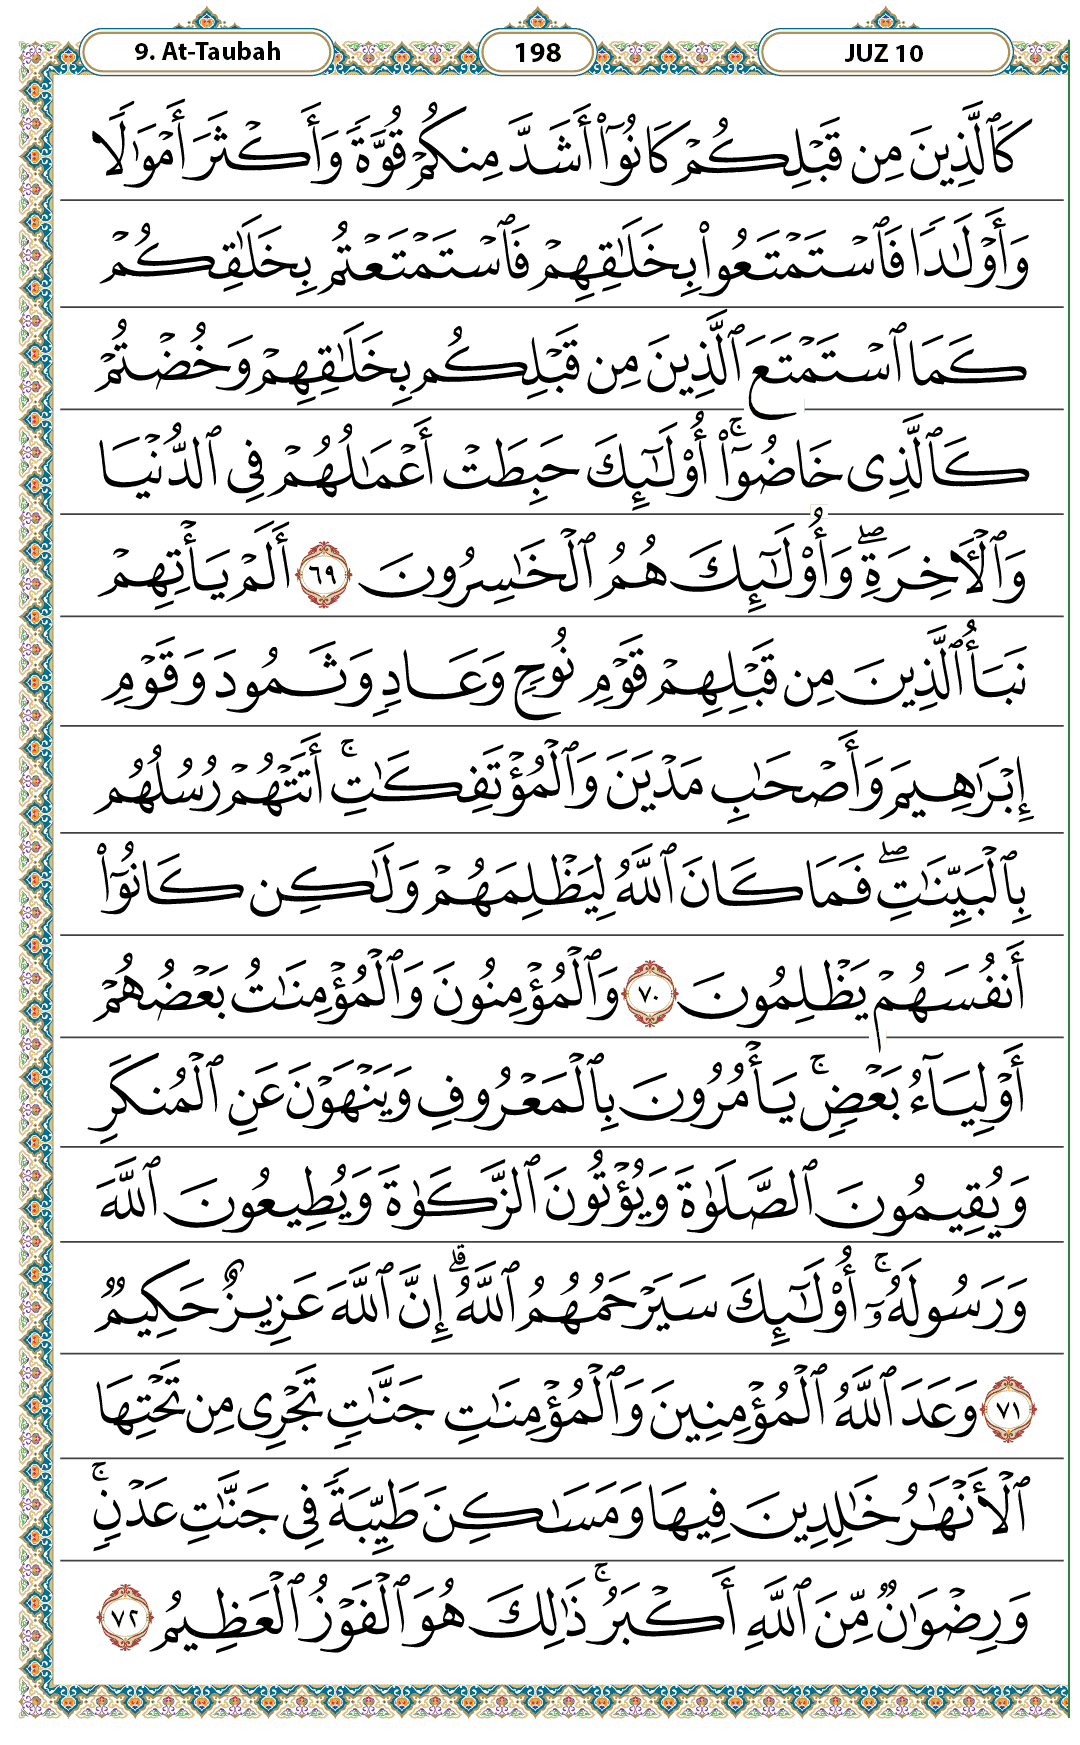 9. At-Taubah 198 JUZ 10
كَٱلَّذِينَ مِن قَبْلِكُمْ كَانُوٓا۟ أَشَدَّ مِنكُمْ قُوَّةً وَأَكْثَرَ أَمْوَٰلًا
وَأَوْلَـٰدًا فَٱسْتَمْتَعُوا۟ بِخَلَـٰقِهِمْ فَٱسْتَمْتَعْتُم بِخَلَـٰقِكُمْ
كَمَا ٱسْتَمْتَعَ ٱلَّذِينَ مِن قَبْلِكُم بِخَلَـٰقِهِمْ وَخُضْتُمْ
كَٱلَّذِى خَاضُوٓا۟ ۚ أُو۟لَـٰٓئِكَ حَبِطَتْ أَعْمَـٰلُهُمْ فِى ٱلدُّنْيَا
وَٱلْـَٔاخِرَةِ ۖ وَأُو۟لَـٰٓئِكَ هُمُ ٱلْخَـٰسِرُونَ ٦٩ أَلَمْ يَأْتِهِمْ
نَبَأُ ٱلَّذِينَ مِن قَبْلِهِمْ قَوْمِ نُوحٍ وَعَادٍ وَثَمُودَ وَقَوْمِ
إِبْرَٰهِيمَ وَأَصْحَـٰبِ مَدْيَنَ وَٱلْمُؤْتَفِكَـٰتِ ۚ أَتَتْهُمْ رُسُلُهُم
بِٱلْبَيِّنَـٰتِ ۖ فَمَا كَانَ ٱللَّهُ لِيَظْلِمَهُمْ وَلَـٰكِن كَانُوٓا۟
أَنفُسَهُمْ يَظْلِمُونَ ٧٠ وَٱلْمُؤْمِنُونَ وَٱلْمُؤْمِنَـٰتُ بَعْضُهُمْ
أَوْلِيَآءُ بَعْضٍ ۚ يَأْمُرُونَ بِٱلْمَعْرُوفِ وَيَنْهَوْنَ عَنِ ٱلْمُنكَرِ
وَيُقِيمُونَ ٱلصَّلَوٰةَ وَيُؤْتُونَ ٱلزَّكَوٰةَ وَيُطِيعُونَ ٱللَّهَ
وَرَسُولَهُۥٓ ۚ أُو۟لَـٰٓئِكَ سَيَرْحَمُهُمُ ٱللَّهُ ۗ إِنَّ ٱللَّهَ عَزِيزٌ حَكِيمٌ
٧١ وَعَدَ ٱللَّهُ ٱلْمُؤْمِنِينَ وَٱلْمُؤْمِنَـٰتِ جَنَّـٰتٍ تَجْرِى مِن تَحْتِهَا
ٱلْأَنْهَـٰرُ خَـٰلِدِينَ فِيهَا وَمَسَـٰكِنَ طَيِّبَةً فِى جَنَّـٰتِ عَدْنٍ ۚ
وَرِضْوَٰنٌ مِّنَ ٱللَّهِ أَكْبَرُ ۚ ذَٰلِكَ هُوَ ٱلْفَوْزُ ٱلْعَظِيمُ ٧٢